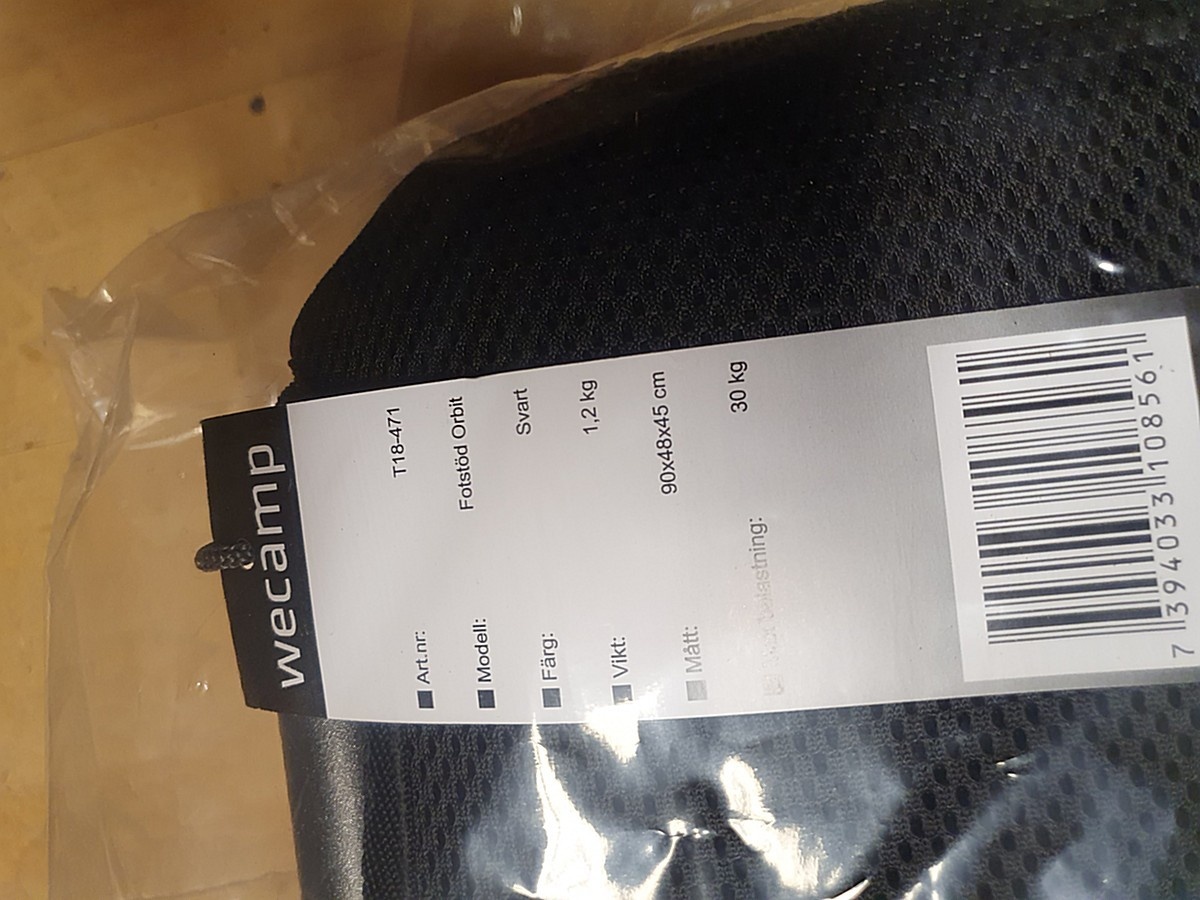 wecamp
Art.nr: T18-471
Modell: Fotstöd Orbit
Färg: Svart
Vikt: 1,2 kg
Mått: 90x48x45 cm
belastning: 30 kg
7 394033 108561